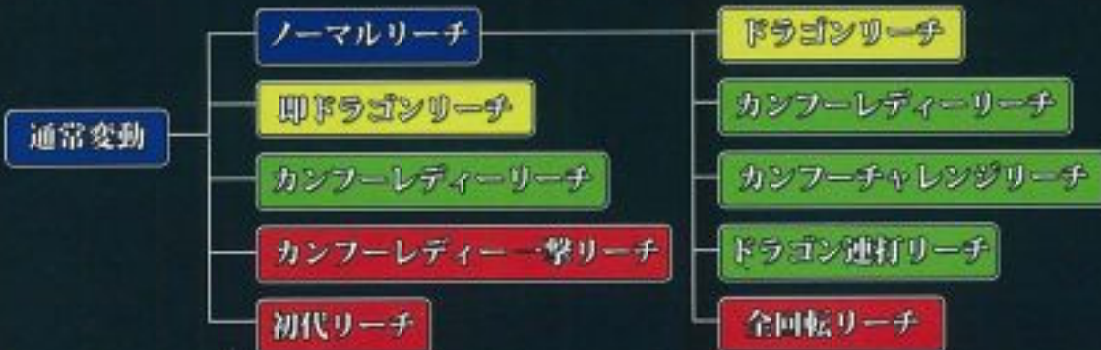 通常変動
ノーマルリーチ
即ドラゴンリーチ
カンフーレディーリーチ
カンフーレディー一撃リーチ
初代リーチ
ドラゴンリーチ
カンフーレディーリーチ
カンフーチャレンジリーチ
ドラゴン連打リーチ
全回転リーチ